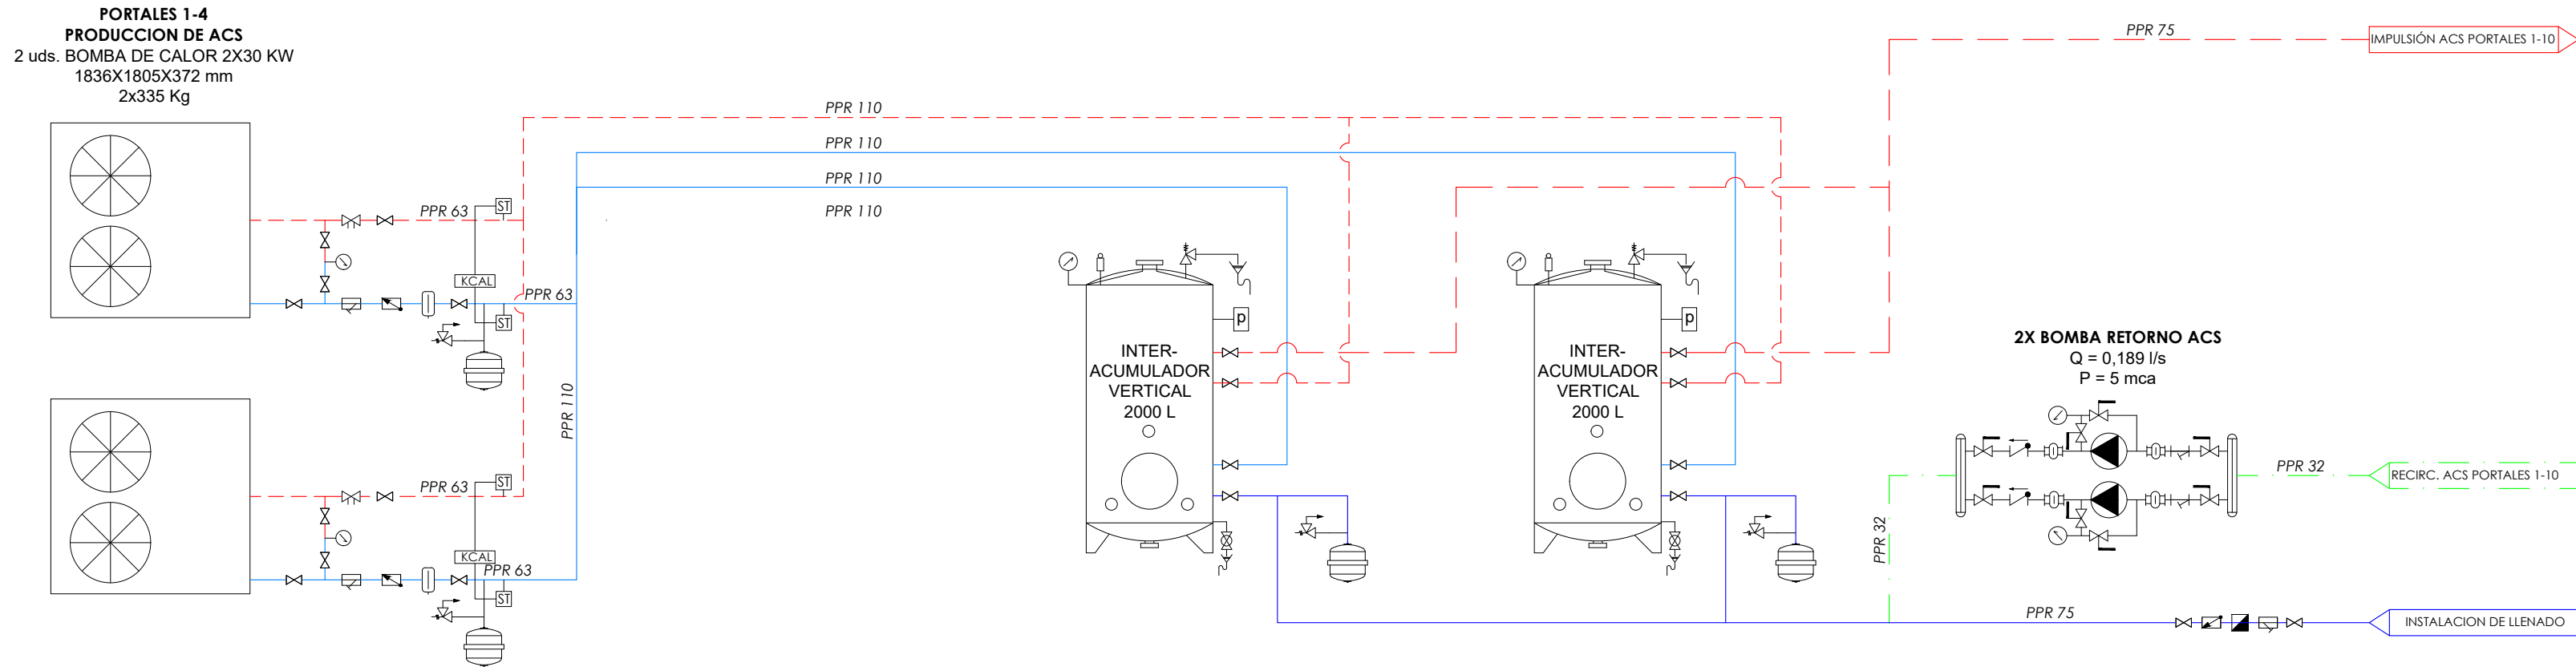 PORTALES 1-4
PRODUCCION DE ACS
2 uds. BOMBA DE CALOR 2X30 KW
1836X1805X372 mm
2x335 Kg
PPR 75
IMPULSIÓN ACS PORTALES 1-10
PPR 110
PPR 110
PPR 110
PPR 110
PPR 63
ST
KCAL
PPR 63
ST
PPR 110
PPR 63
ST
KCAL
PPR 63
ST
P
INTER-
ACUMULADOR
VERTICAL
2000 L
P
INTER-
ACUMULADOR
VERTICAL
2000 L
2X BOMBA RETORNO ACS
Q = 0,189 l/s
P = 5 mca
PPR 32
RECIRC. ACS PORTALES 1-10
PPR 32
PPR 75
INSTALACION DE LLENADO